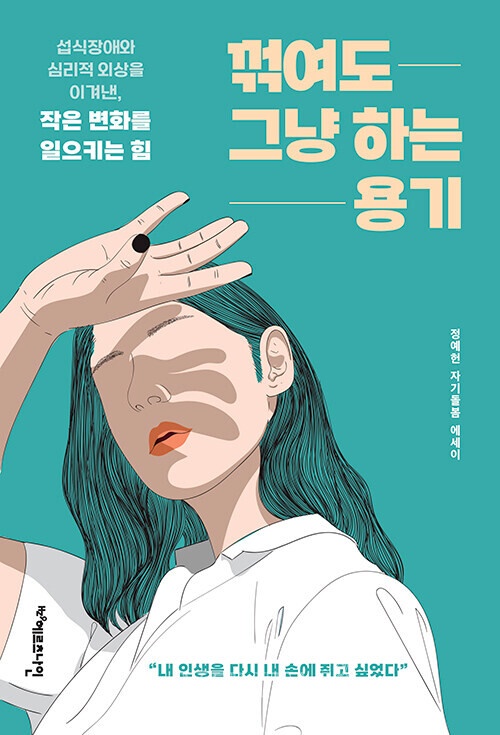 섭식장애와
심리적 외상을
이겨낸,
작은 변화를
일으키는 힘
꺾여도
그냥 하는
용기
정예헌 자기돌봄 에세이
“내 인생을 다시 내 손에 쥐고 싶었다”